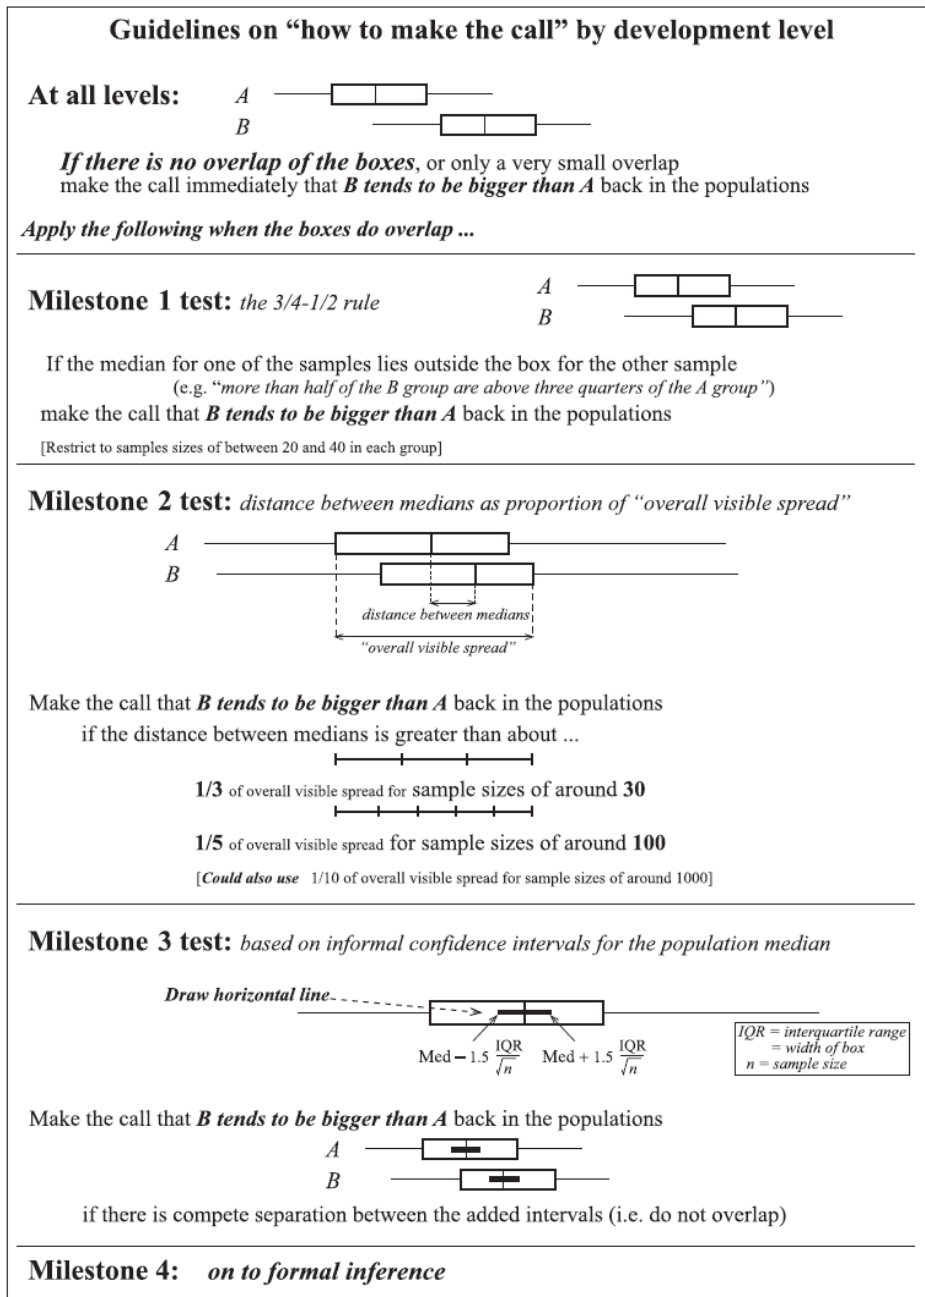 Guidelines on “how to make the call” by development level
At all levels:
A
B
If there is no overlap of the boxes, or only a very small overlap
make the call immediately that B tends to be bigger than A back in the populations
Apply the following when the boxes do overlap ...
Milestone 1 test: the 3/4-1/2 rule
A
B
If the median for one of the samples lies outside the box for the other sample
(e.g. “more than half of the B group are above three quarters of the A group”)
make the call that B tends to be bigger than A back in the populations
[Restrict to samples sizes of between 20 and 40 in each group]
Milestone 2 test: distance between medians as proportion of “overall visible spread”
A
B
distance between medians
“overall visible spread”
Make the call that B tends to be bigger than A back in the populations
if the distance between medians is greater than about ...
1/3 of overall visible spread for sample sizes of around 30
1/5 of overall visible spread for sample sizes of around 100
[Could also use 1/10 of overall visible spread for sample sizes of around 1000]
Milestone 3 test: based on informal confidence intervals for the population median
Draw horizontal line
Med – 1.5 IQR/√n
Med + 1.5 IQR/√n
IQR = interquartile range
= width of box
n = sample size
Make the call that B tends to be bigger than A back in the populations
A
B
if there is compete separation between the added intervals (i.e. do not overlap)
Milestone 4: on to formal inference